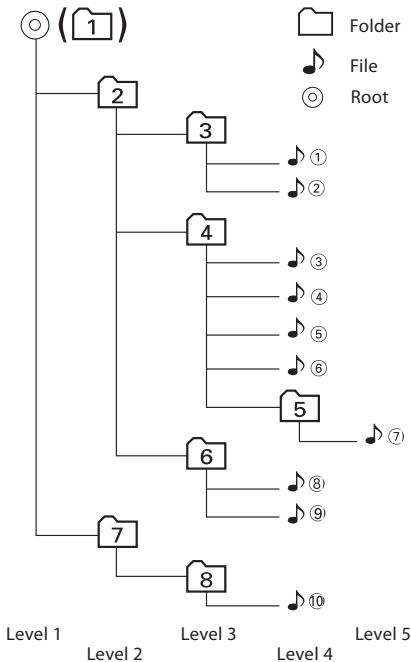 (1)
Folder
File
Root
2
3
①
②
4
③
④
⑤
⑥
5
⑦
6
⑧
⑨
7
8
⑩
Level 1
Level 2
Level 3
Level 4
Level 5